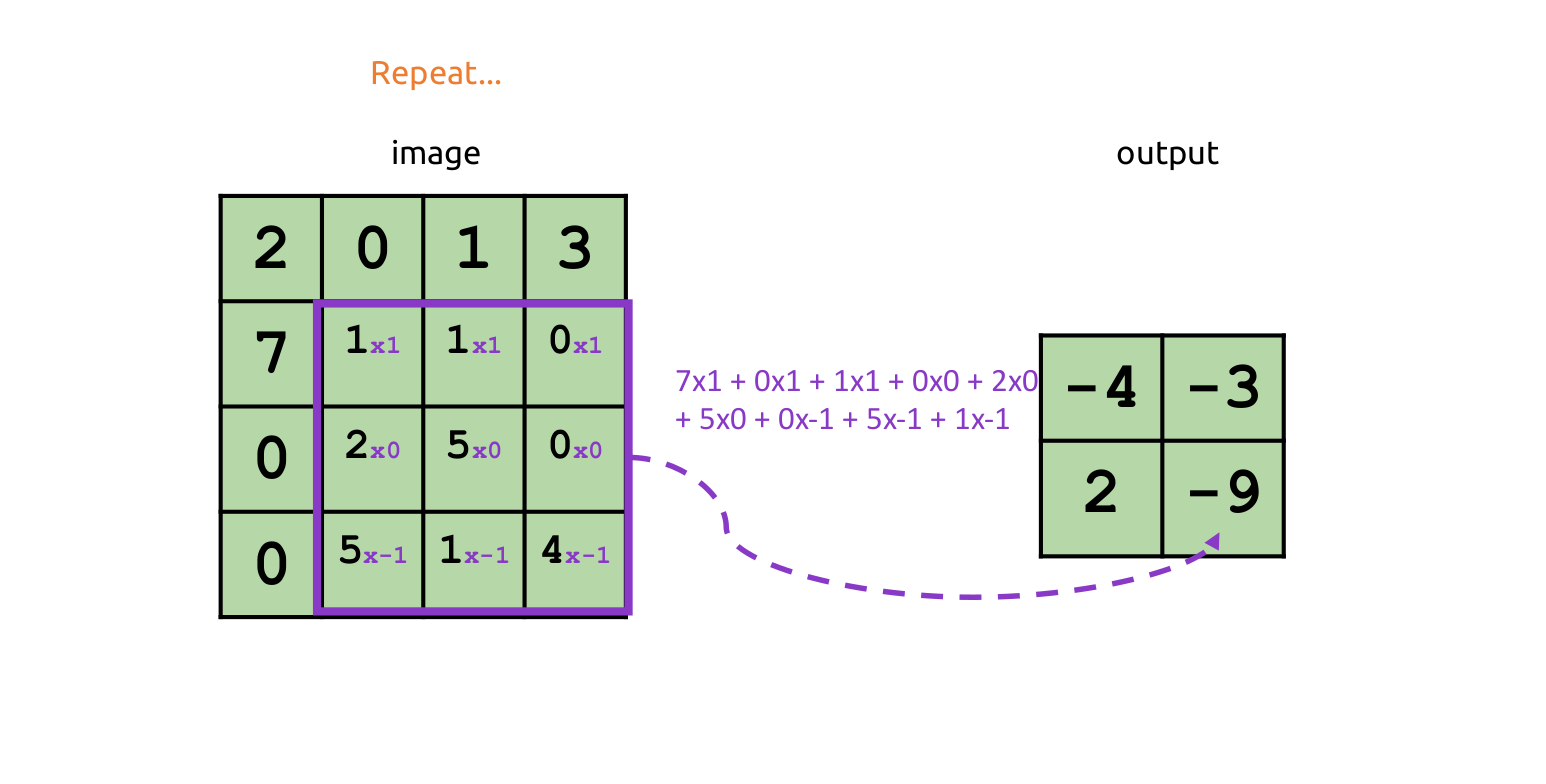 Repeat...
image
output
2 0 1 3
7 1x1 1x1 0x1
0 2x0 5x0 0x0
0 5x-1 1x-1 4x-1
7x1 + 0x1 + 1x1 + 0x0 + 2x0
+ 5x0 + 0x-1 + 5x-1 + 1x-1
-4 -3
2 -9